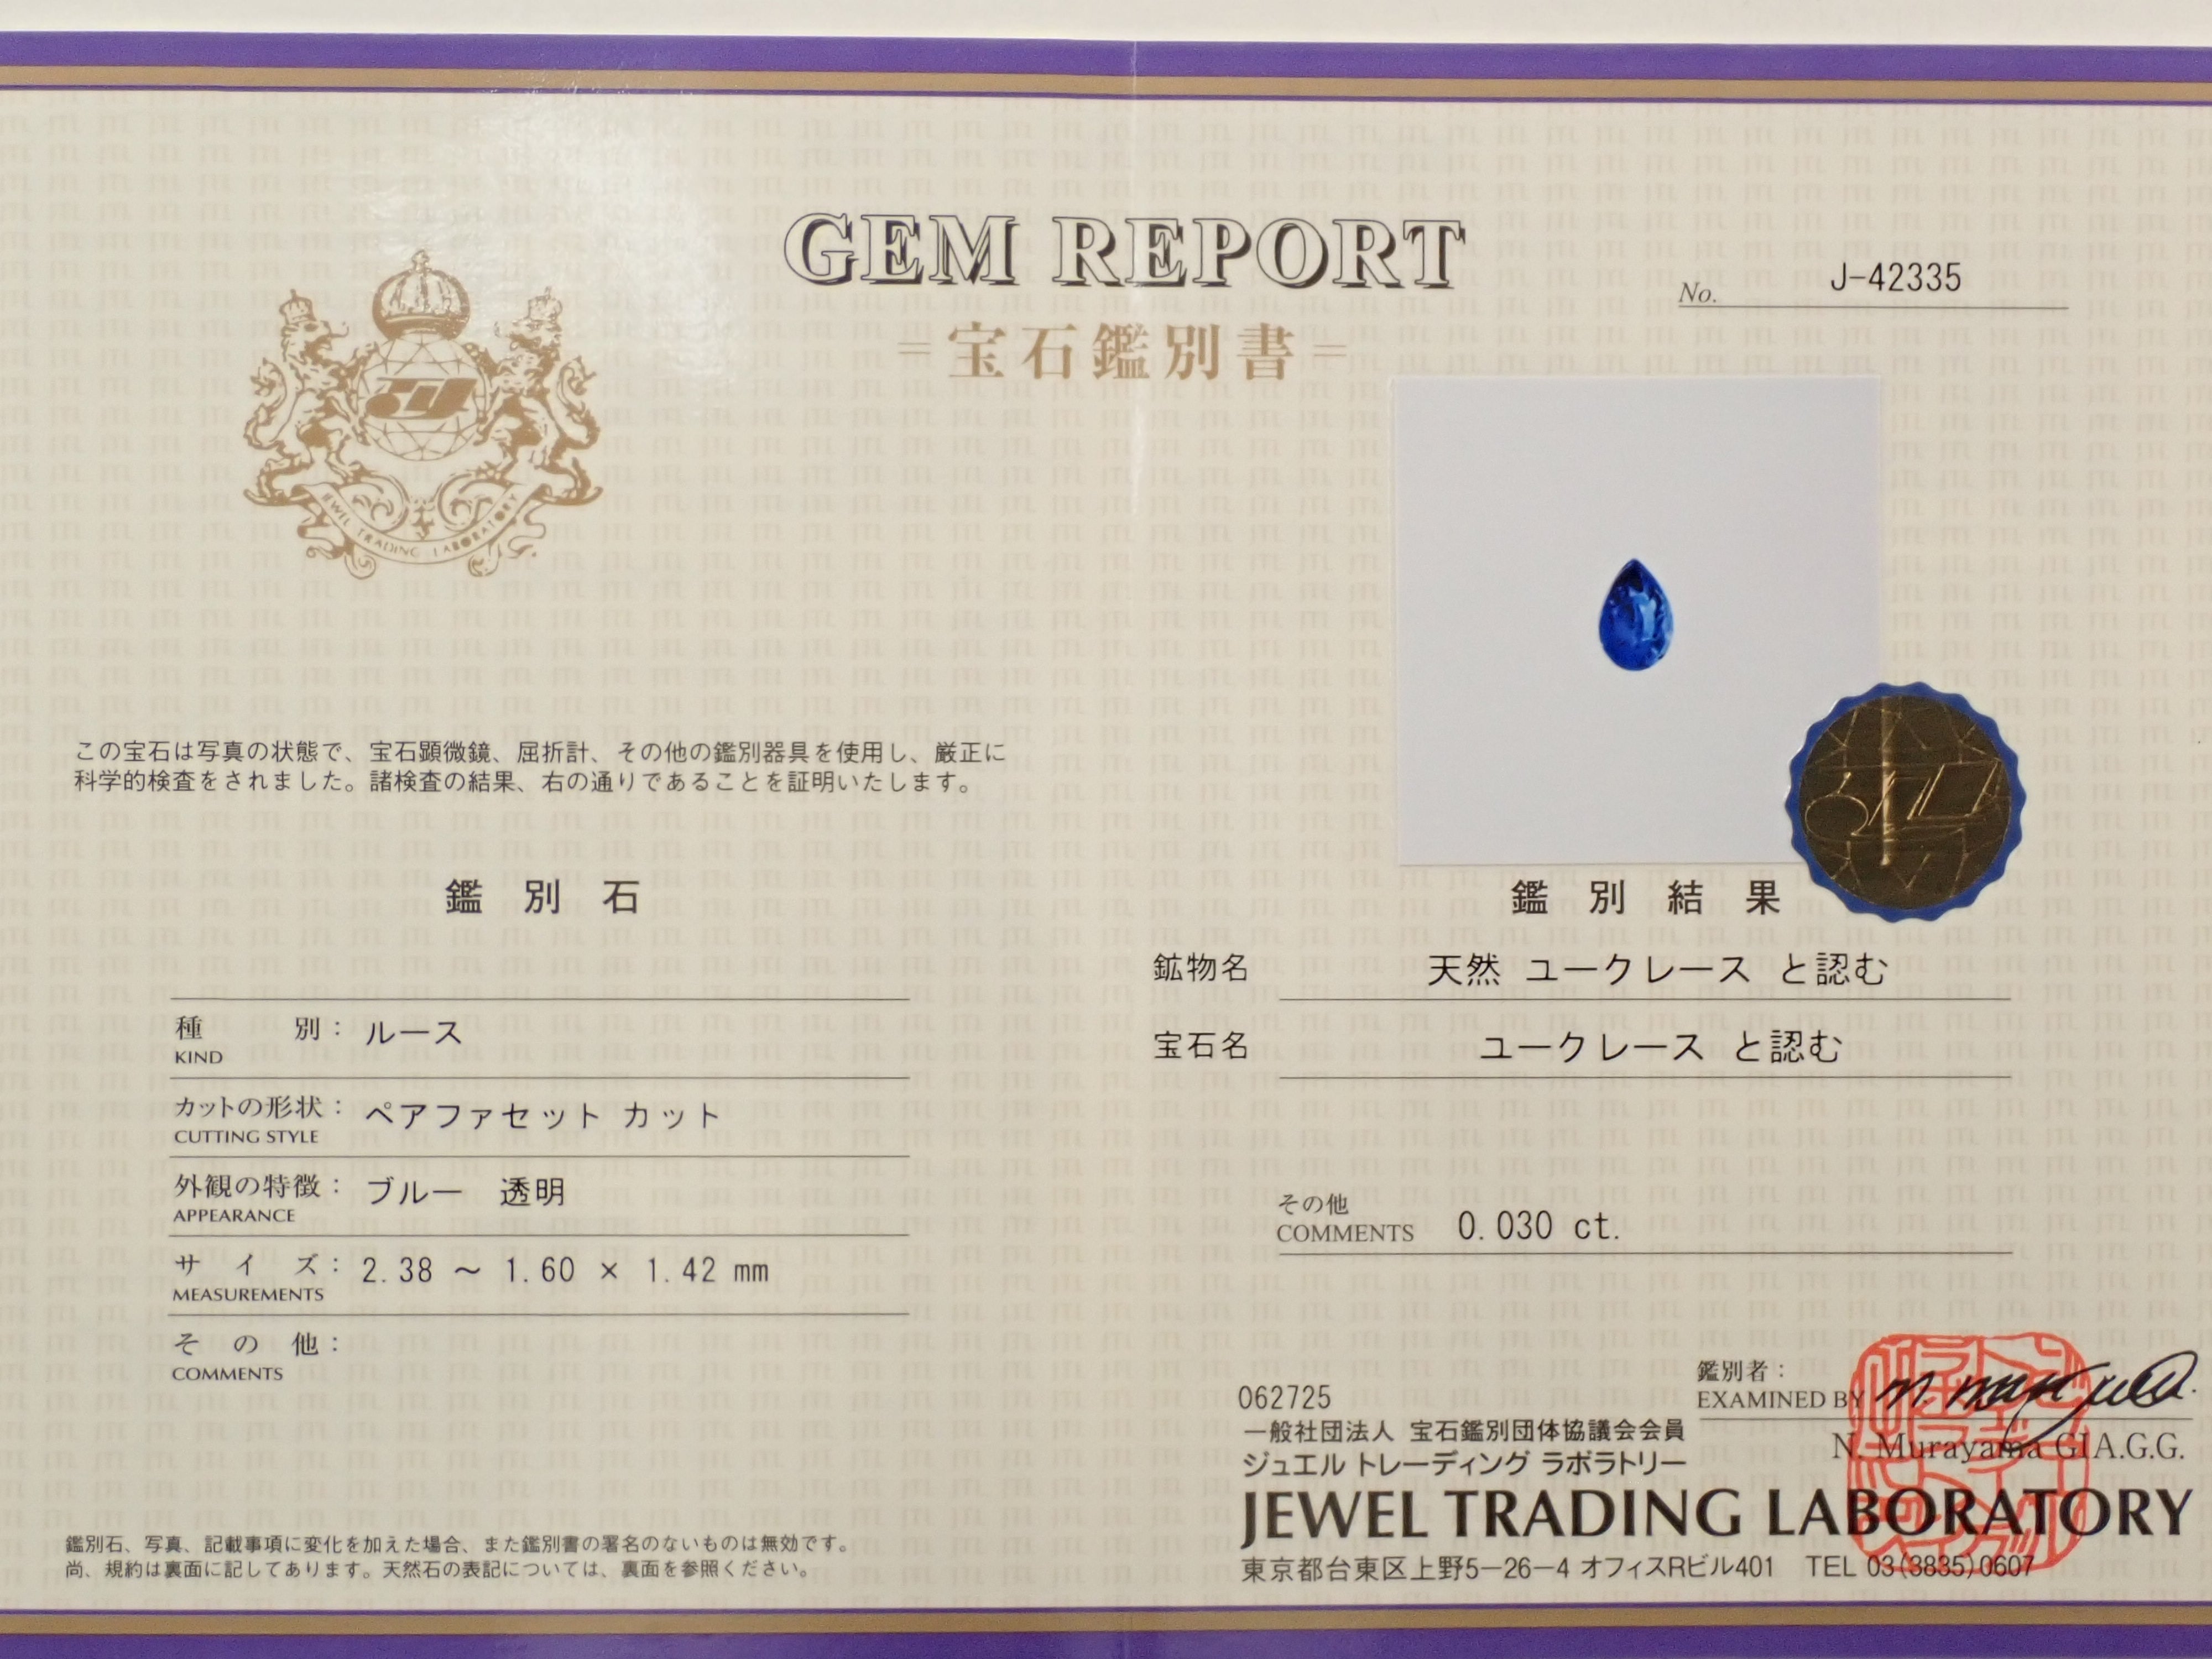 GEM REPORT
=宝石鑑別書=
No. J-42335
JEWEL TRADING LABORATORY
この宝石は写真の状態で、宝石顕微鏡、屈折計、その他の鑑別器具を使用し、厳正に
科学的検査をされました。諸検査の結果、右の通りであることを証明いたします。
鑑別石
種別: ルース
KIND
カットの形状: ペアファセット カット
CUTTING STYLE
外観の特徴: ブルー 透明
APPEARANCE
サイズ: 2.38 ～ 1.60 × 1.42 mm
MEASUREMENTS
その他:
COMMENTS
鑑別石、写真、記載事項に変化を加えた場合、また鑑別書の署名のないものは無効です。
尚、規約は裏面に記してあります。天然石の表記については、裏面を参照ください。
鑑別結果
鉱物名 天然 ユークレース と認む
宝石名 ユークレース と認む
その他
COMMENTS 0.030 ct.
鑑別者:
EXAMINED BY
N. Murayama GIA.G.G.
062725
一般社団法人 宝石鑑別団体協議会会員
ジュエル トレーディング ラボラトリー
JEWEL TRADING LABORATORY
東京都台東区上野5－26－4 オフィスRビル401 TEL 03(3835)0607